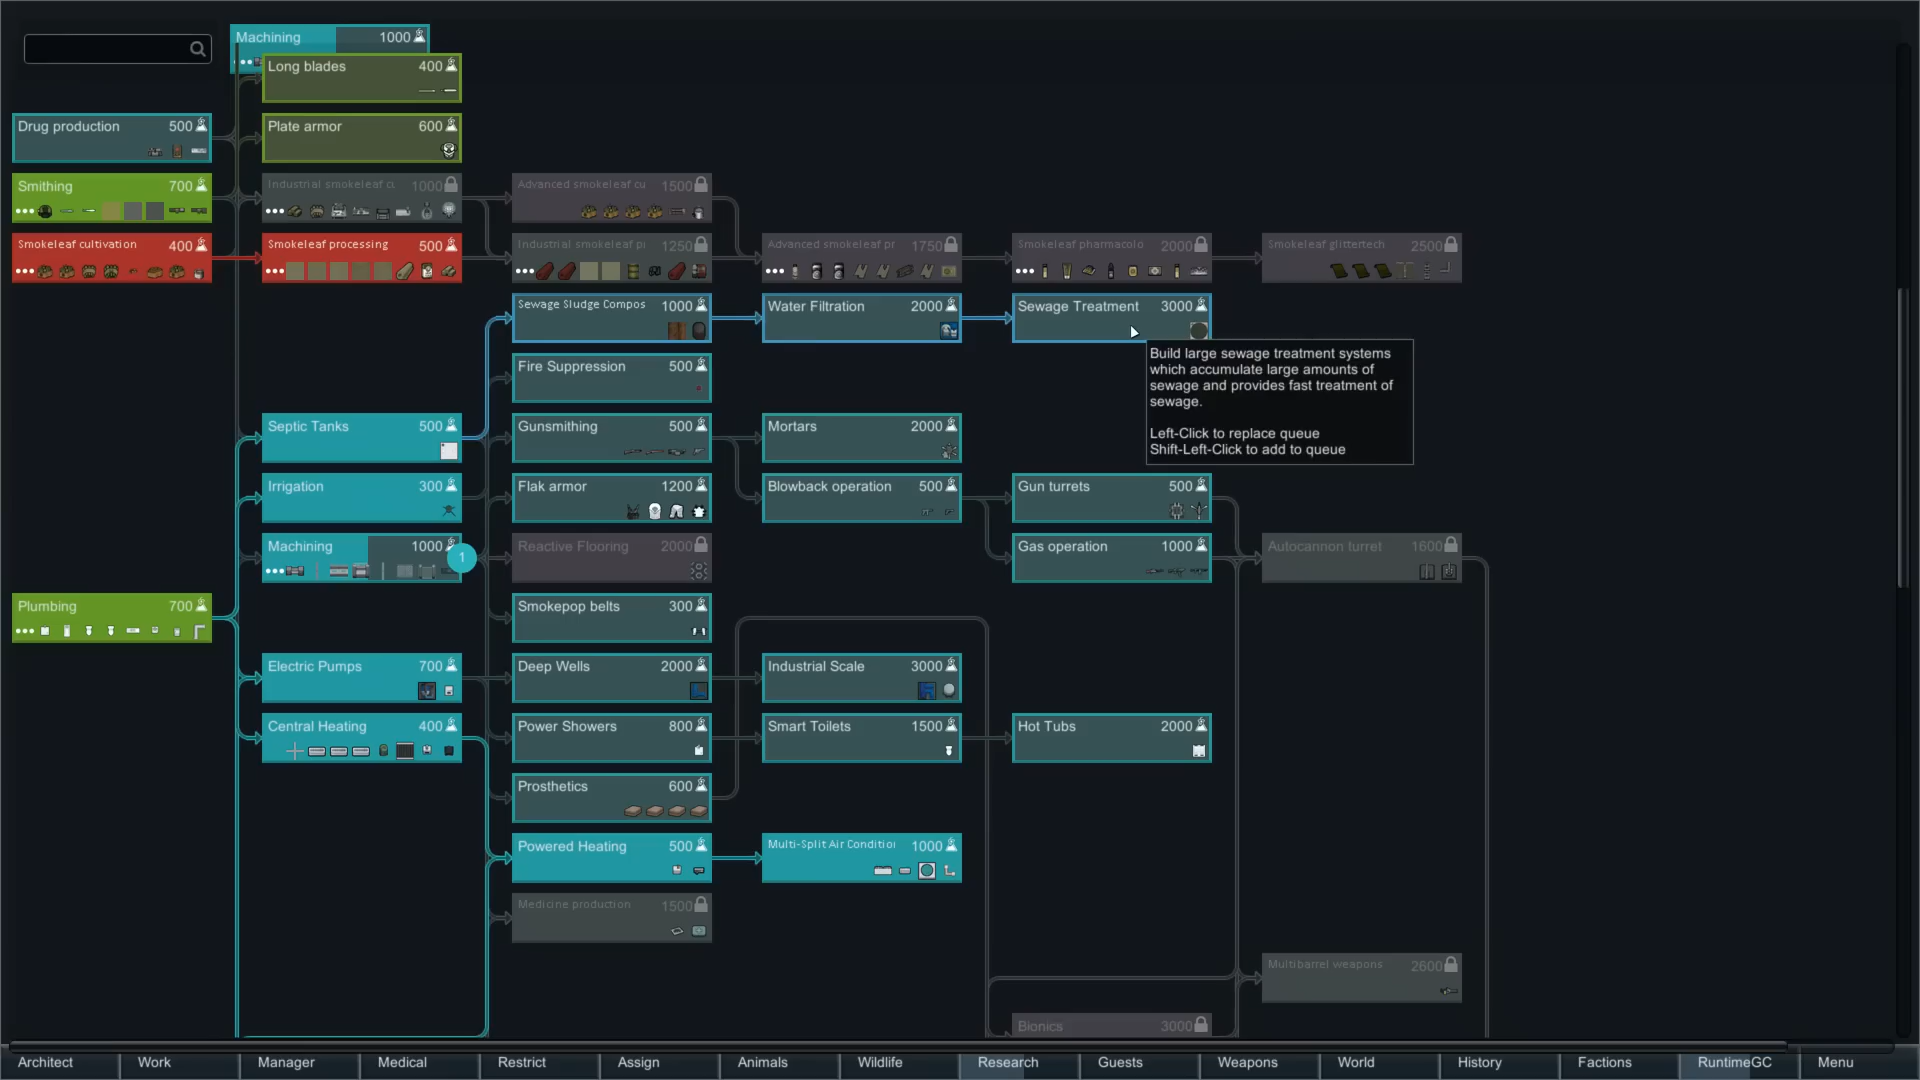 Machining 1000
Long blades 400
Drug production 500
Plate armor 600
Smithing 700
Industrial smokeleaf cu 1000
Advanced smokeleaf cu 1500
Smokeleaf cultivation 400
Smokeleaf processing 500
Industrial smokeleaf pr 1250
Advanced smokeleaf pr 1750
Smokeleaf pharmacolo 2000
Smokeleaf glittertech 2500
Sewage Sludge Compos 1000
Water Filtration 2000
Sewage Treatment 3000
Build large sewage treatment systems
which accumulate large amounts of
sewage and provides fast treatment of
sewage.
Left-Click to replace queue
Shift-Left-Click to add to queue
Fire Suppression 500
Septic Tanks 500
Gunsmithing 500
Mortars 2000
Irrigation 300
Flak armor 1200
Blowback operation 500
Gun turrets 500
Machining 1000
1
Reactive Flooring 2000
Gas operation 1000
Autocannon turret 1600
Plumbing 700
Smokepop belts 300
Electric Pumps 700
Deep Wells 2000
Industrial Scale 3000
Central Heating 400
Power Showers 800
Smart Toilets 1500
Hot Tubs 2000
Prosthetics 600
Powered Heating 500
Multi-Split Air Conditio 1000
Medicine production 1500
Multibarrel weapons 2600
Bionics 3000
Architect Work Manager Medical Restrict Assign Animals Wildlife Research Guests Weapons World History Factions RuntimeGC Menu